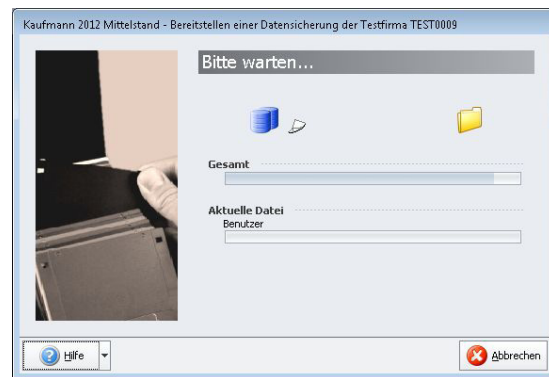 Kaufmann 2012 Mittelstand - Bereitstellen einer Datensicherung der Testfirma TEST0009
Bitte warten...
Gesamt
Aktuelle Datei
Benutzer
Hilfe
Abbrechen